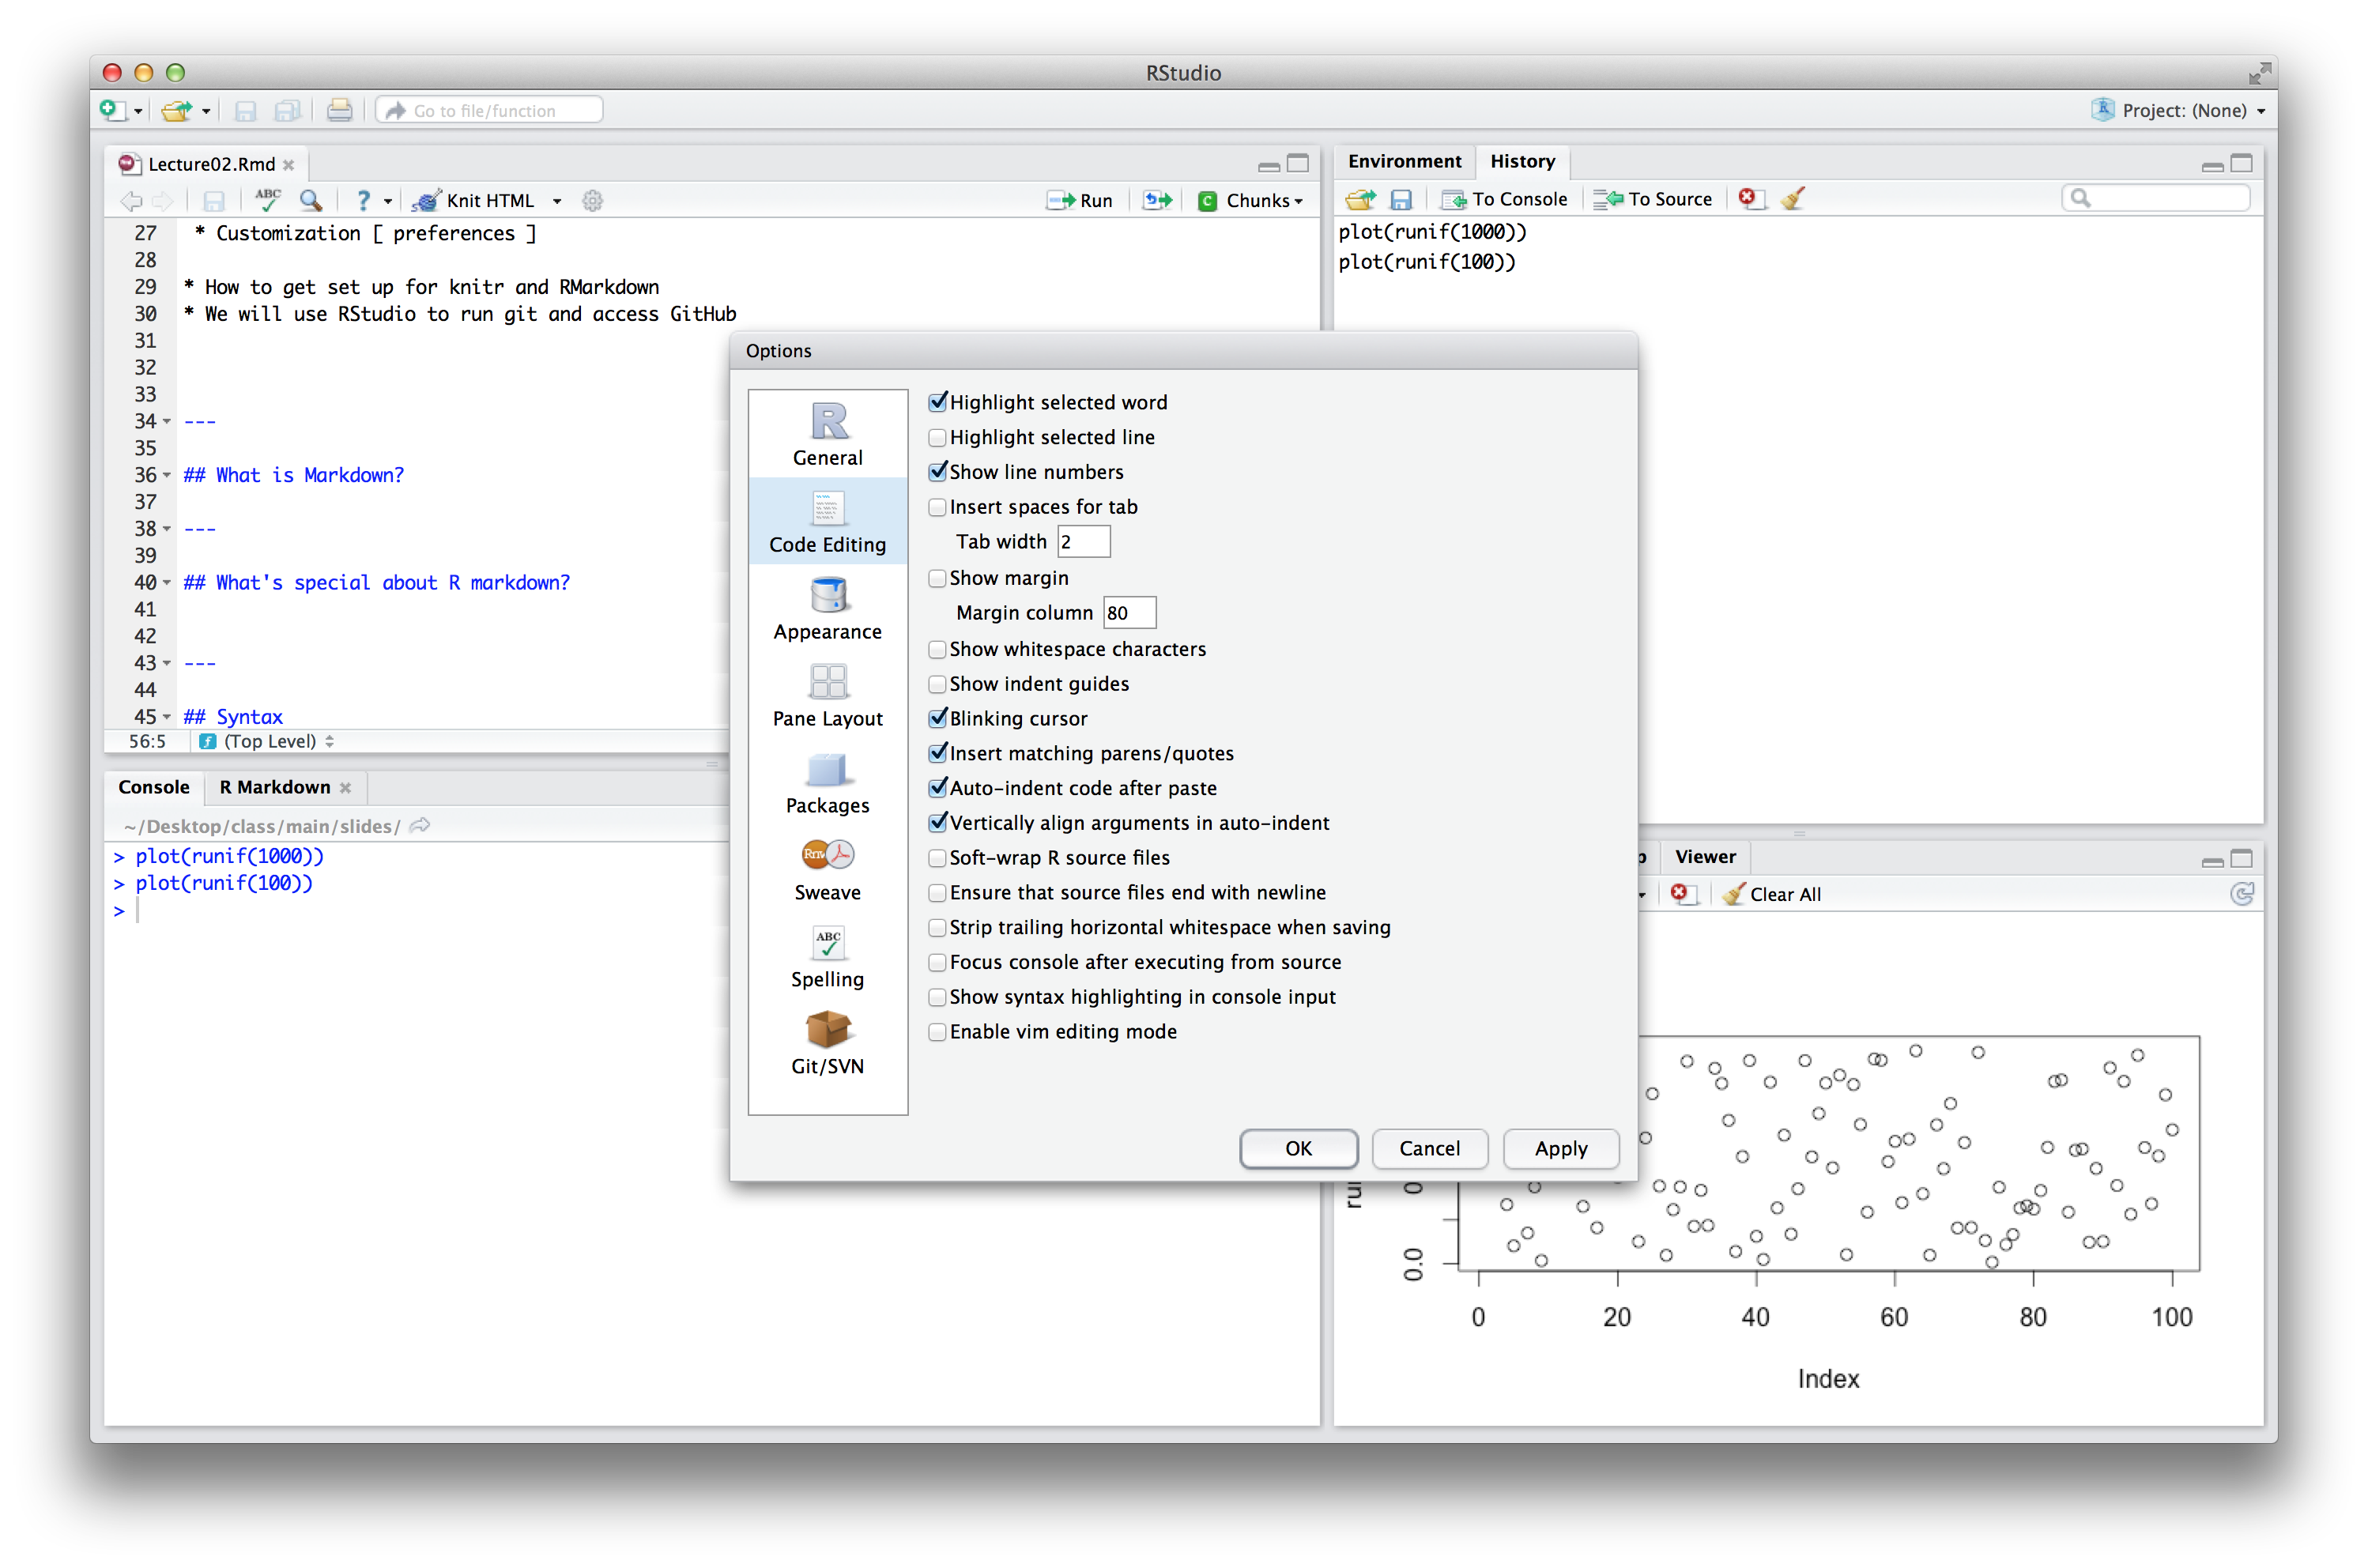 RStudio
Go to file/function
Project: (None)
Lecture02.Rmd
ABC
?
Knit HTML
Run
C
Chunks
27 * Customization [ preferences ]
28
29 * How to get set up for knitr and RMarkdown
30 * We will use RStudio to run git and access GitHub
31
32
33
34 ---
35
36 ## What is Markdown?
37
38 ---
39
40 ## What's special about R markdown?
41
42
43 ---
44
45 ## Syntax
56:5
(Top Level)
Console
R Markdown
~/Desktop/class/main/slides/
> plot(runif(1000))
> plot(runif(100))
>
Environment
History
To Console
To Source
plot(runif(1000))
plot(runif(100))
Options
R
General
Code Editing
Appearance
Pane Layout
Packages
Rnw
Sweave
ABC
Spelling
Git/SVN
Highlight selected word
Highlight selected line
Show line numbers
Insert spaces for tab
Tab width 2
Show margin
Margin column 80
Show whitespace characters
Show indent guides
Blinking cursor
Insert matching parens/quotes
Auto-indent code after paste
Vertically align arguments in auto-indent
Soft-wrap R source files
Ensure that source files end with newline
Strip trailing horizontal whitespace when saving
Focus console after executing from source
Show syntax highlighting in console input
Enable vim editing mode
OK
Cancel
Apply
Viewer
Clear All
0.0
0
20
40
60
80
100
Index